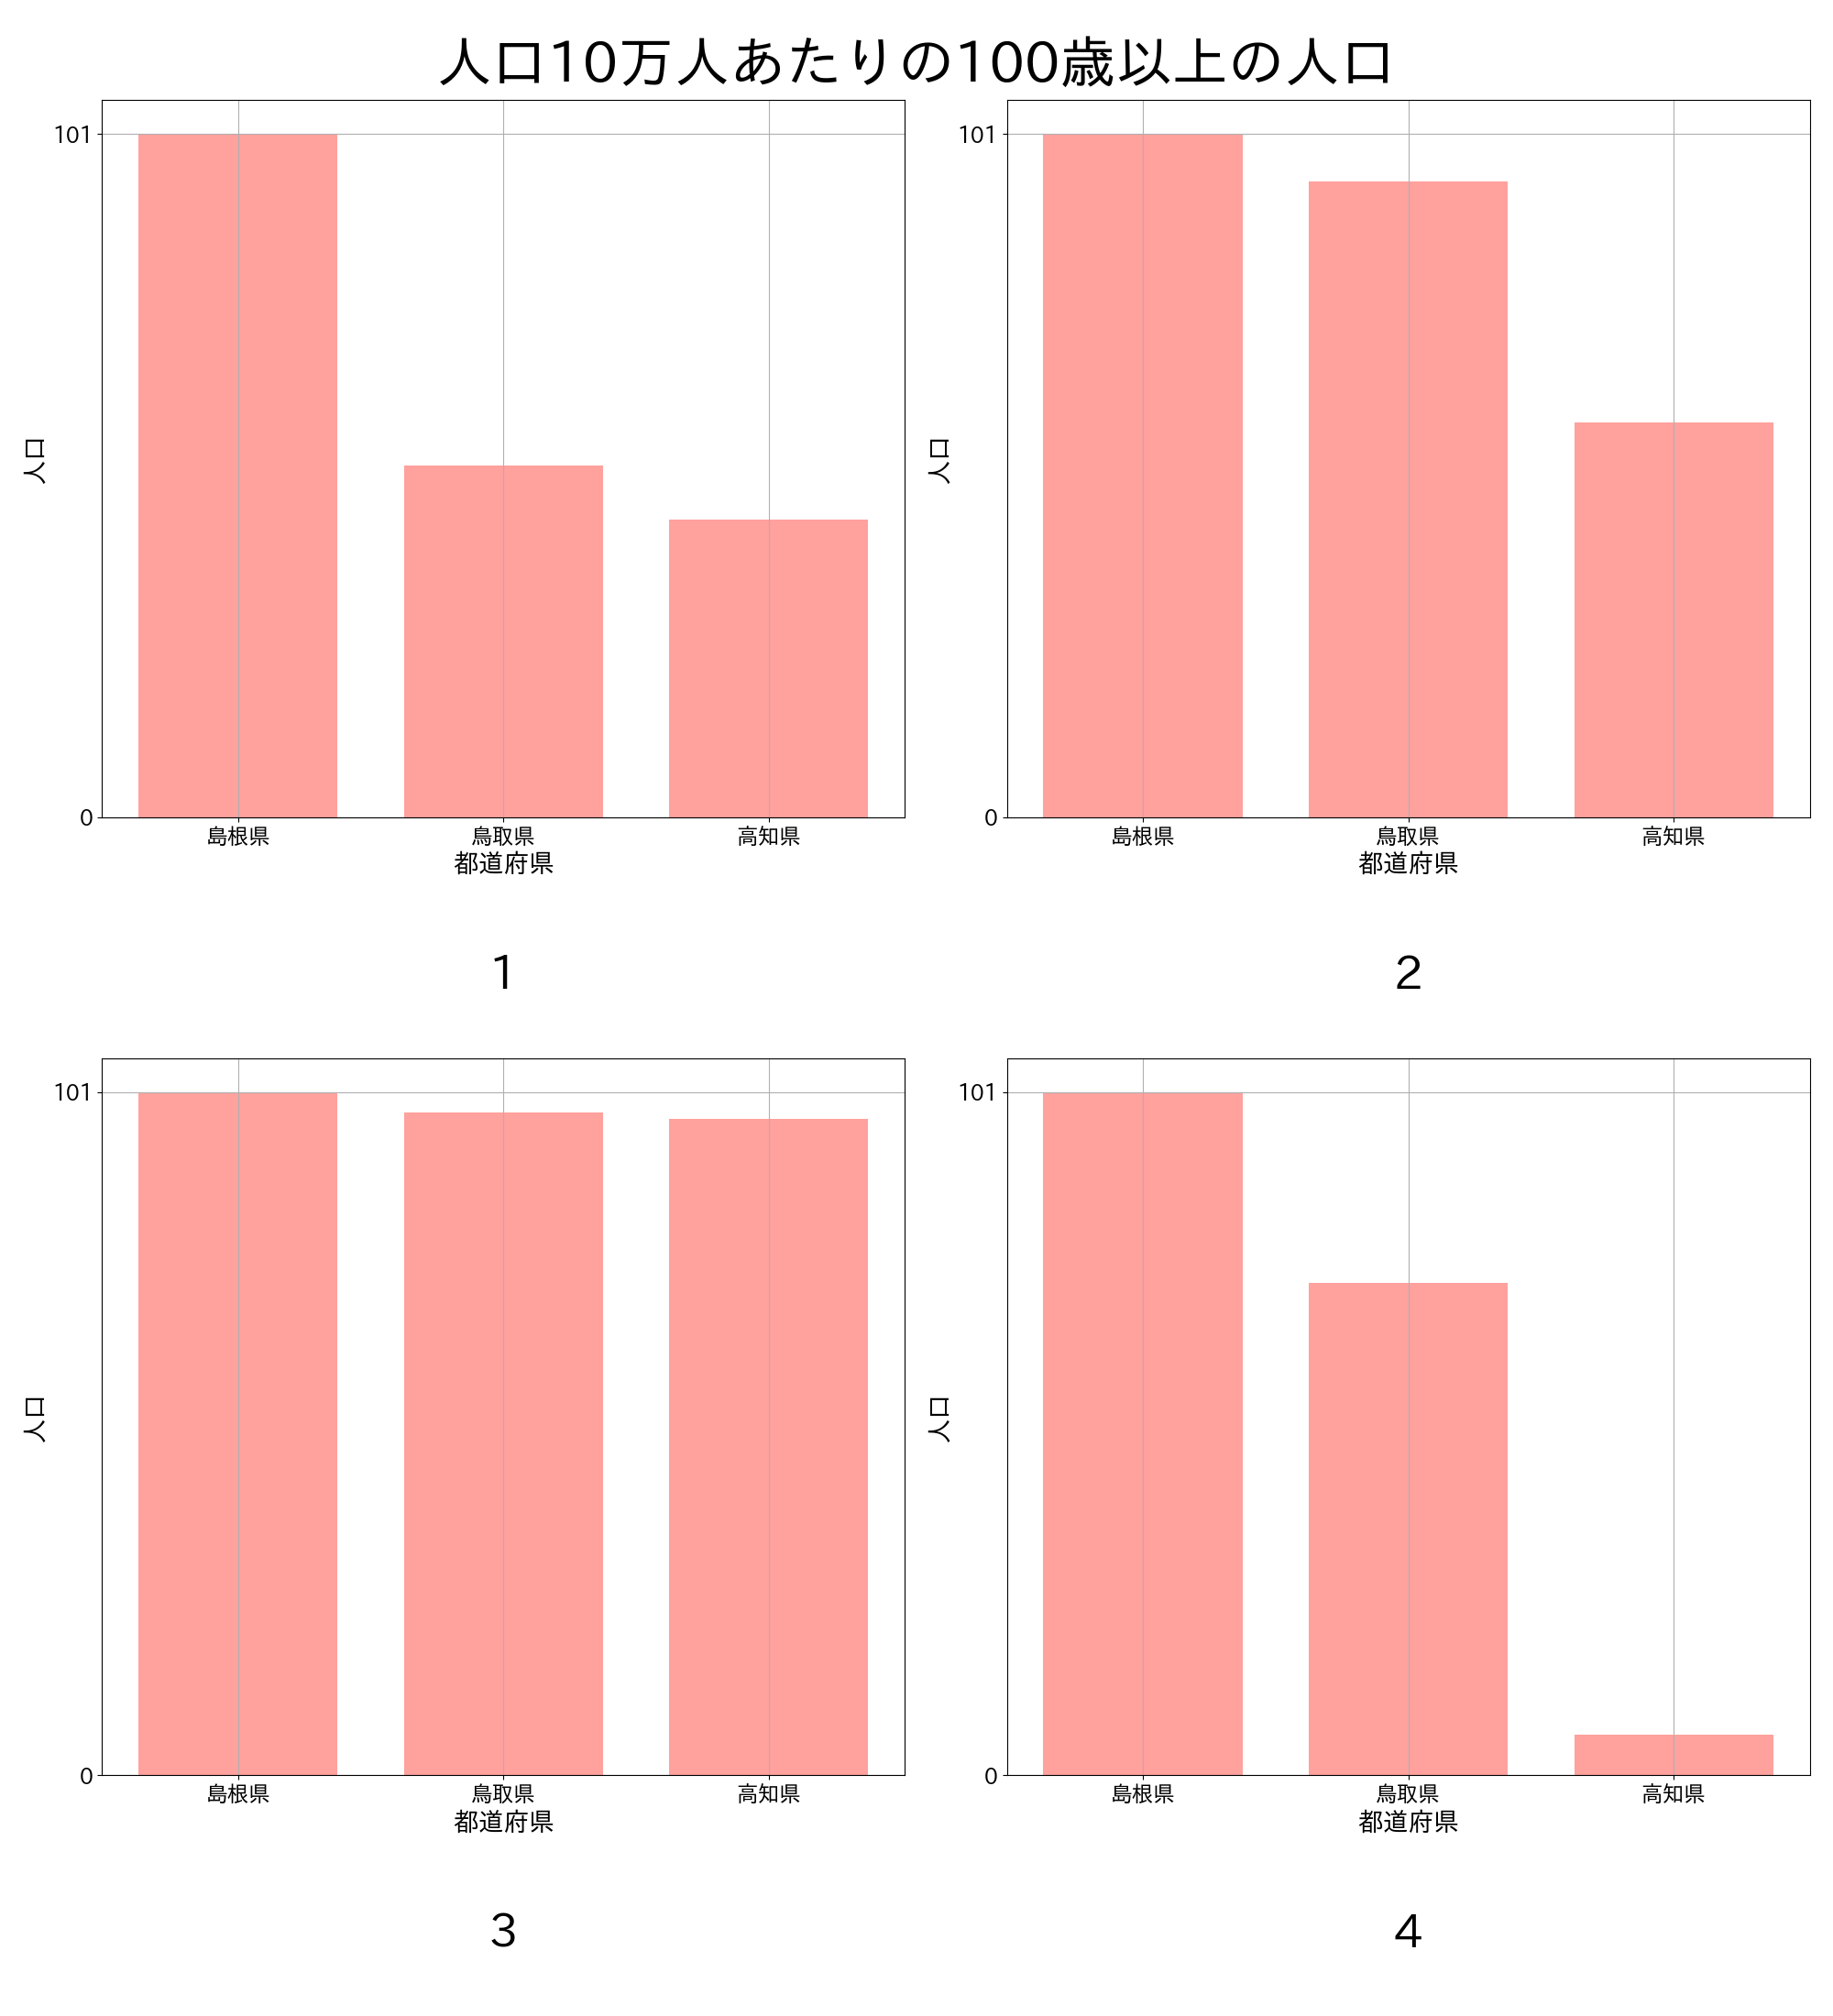 人口10万人あたりの100歳以上の人口
101
0
人口
島根県 鳥取県 高知県
都道府県
1
101
0
人口
島根県 鳥取県 高知県
都道府県
2
101
0
人口
島根県 鳥取県 高知県
都道府県
3
101
0
人口
島根県 鳥取県 高知県
都道府県
4